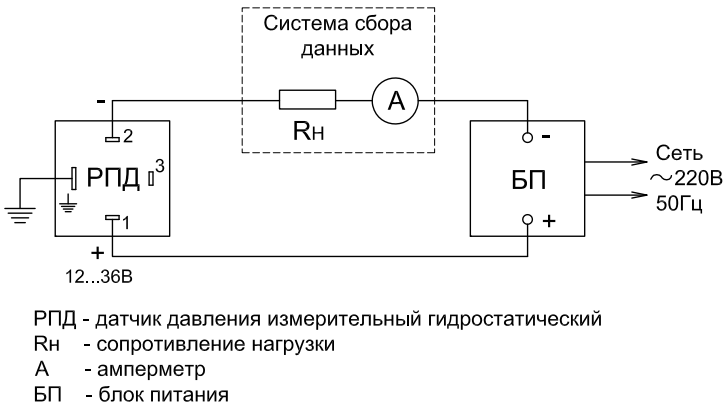 Система сбора
данных
-
A
Rн
2
-
РПД
3
БП
Сеть
~220В
50Гц
1
+
+
12...36В
РПД - датчик давления измерительный гидростатический
Rн - сопротивление нагрузки
А - амперметр
БП - блок питания